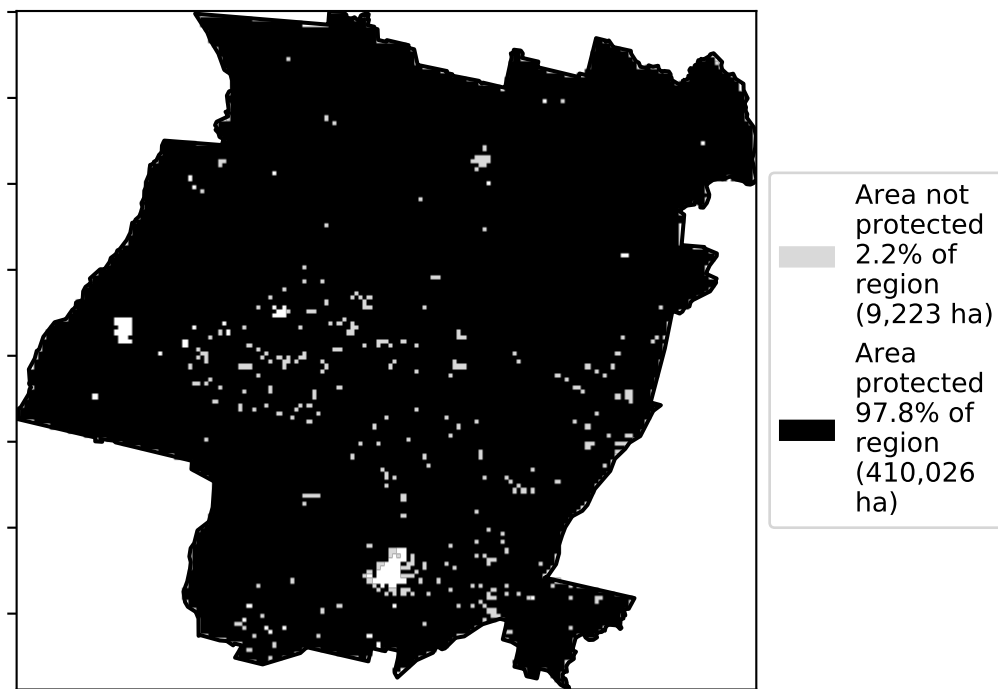 Area not
protected
2.2% of
region
(9,223 ha)
Area
protected
97.8% of
region
(410,026
ha)